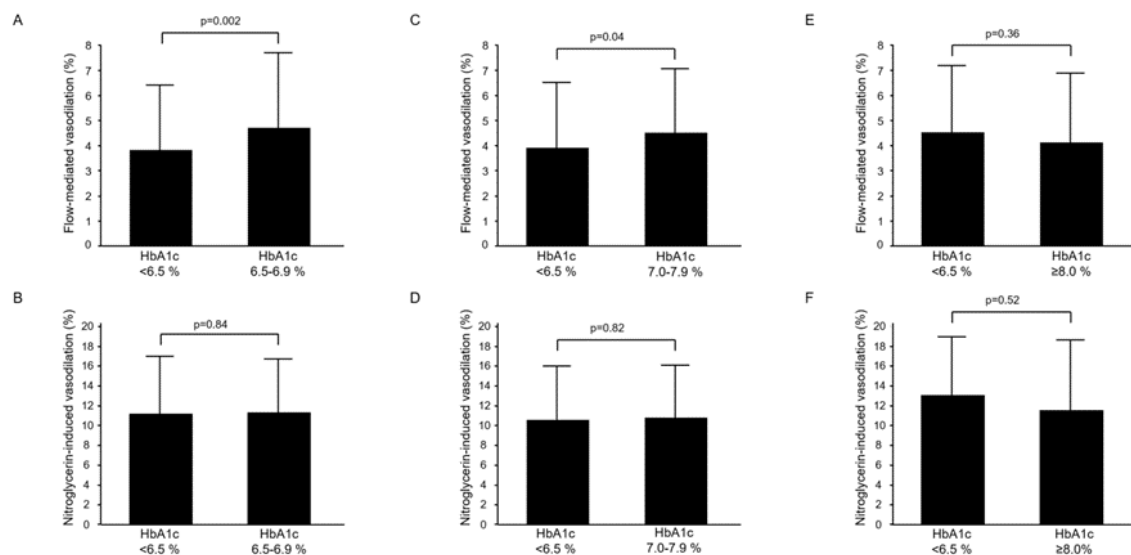 A
p=0.002
Flow-mediated vasodilation (%)
8
7
6
5
4
3
2
1
0
HbA1c HbA1c
<6.5 % 6.5-6.9 %
C
p=0.04
Flow-mediated vasodilation (%)
8
7
6
5
4
3
2
1
0
HbA1c HbA1c
<6.5 % 7.0-7.9 %
E
p=0.36
Flow-mediated vasodilation (%)
8
7
6
5
4
3
2
1
0
HbA1c HbA1c
<6.5 % ≥8.0 %
B
p=0.84
Nitroglycerin-induced vasodilation (%)
20
18
16
14
12
10
8
6
4
2
0
HbA1c HbA1c
<6.5 % 6.5-6.9 %
D
p=0.82
Nitroglycerin-induced vasodilation (%)
20
18
16
14
12
10
8
6
4
2
0
HbA1c HbA1c
<6.5 % 7.0-7.9 %
F
p=0.52
Nitroglycerin-induced vasodilation (%)
20
18
16
14
12
10
8
6
4
2
0
HbA1c HbA1c
<6.5 % ≥8.0%